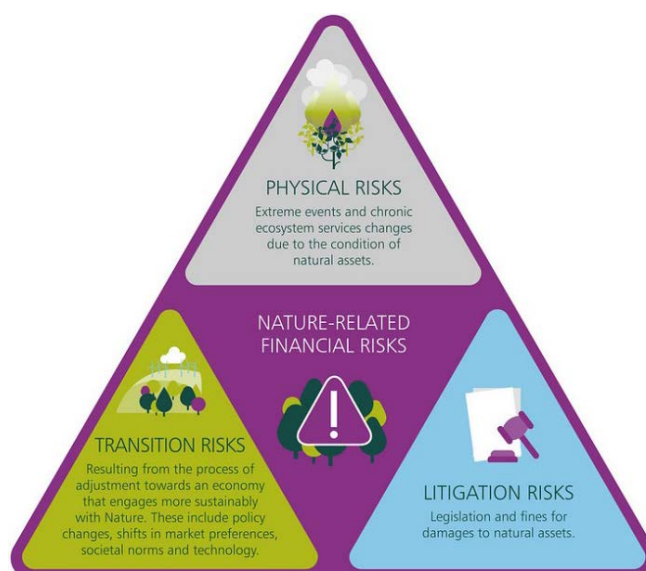 PHYSICAL RISKS
Extreme events and chronic
ecosystem services changes
due to the condition of
natural assets.
NATURE-RELATED
FINANCIAL RISKS
TRANSITION RISKS
Resulting from the process of
adjustment towards an economy
that engages more sustainably
with Nature. These include policy
changes, shifts in market preferences,
societal norms and technology.
LITIGATION RISKS
Legislation and fines for
damages to natural assets.